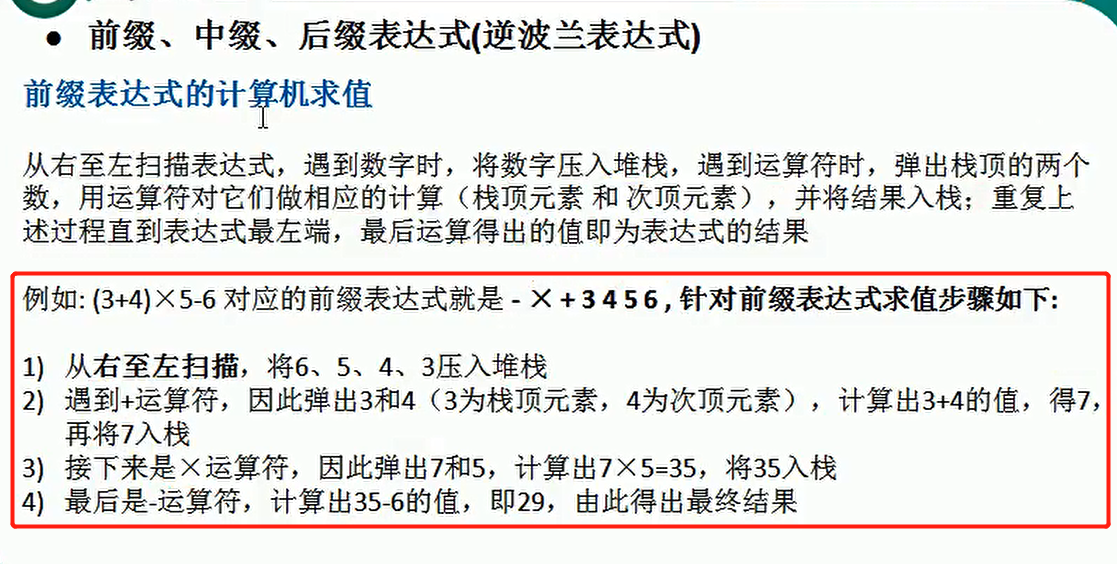 ● 前缀、中缀、后缀表达式(逆波兰表达式)
前缀表达式的计算机求值
从右至左扫描表达式，遇到数字时，将数字压入堆栈，遇到运算符时，弹出栈顶的两个
数，用运算符对它们做相应的计算（栈顶元素 和 次顶元素），并将结果入栈；重复上
述过程直到表达式最左端，最后运算得出的值即为表达式的结果
例如: (3+4)×5-6 对应的前缀表达式就是 - × + 3 4 5 6 , 针对前缀表达式求值步骤如下:
1) 从右至左扫描，将6、5、4、3压入堆栈
2) 遇到+运算符，因此弹出3和4（3为栈顶元素，4为次顶元素），计算出3+4的值，得7，
再将7入栈
3) 接下来是×运算符，因此弹出7和5，计算出7×5=35，将35入栈
4) 最后是-运算符，计算出35-6的值，即29，由此得出最终结果